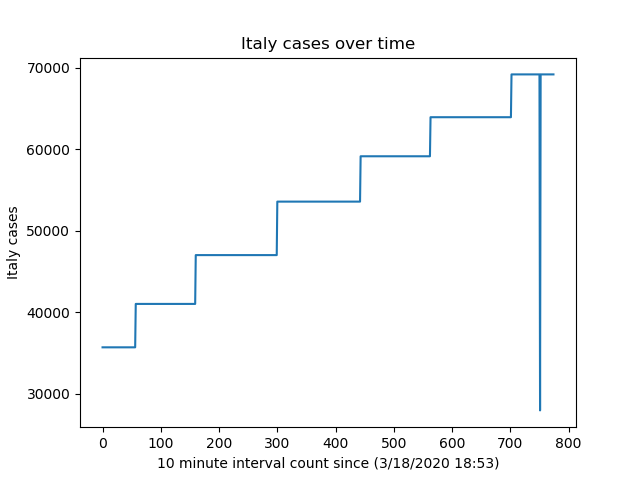 Italy cases over time
70000
60000
50000
40000
30000
Italy cases
0 100 200 300 400 500 600 700 800
10 minute interval count since (3/18/2020 18:53)